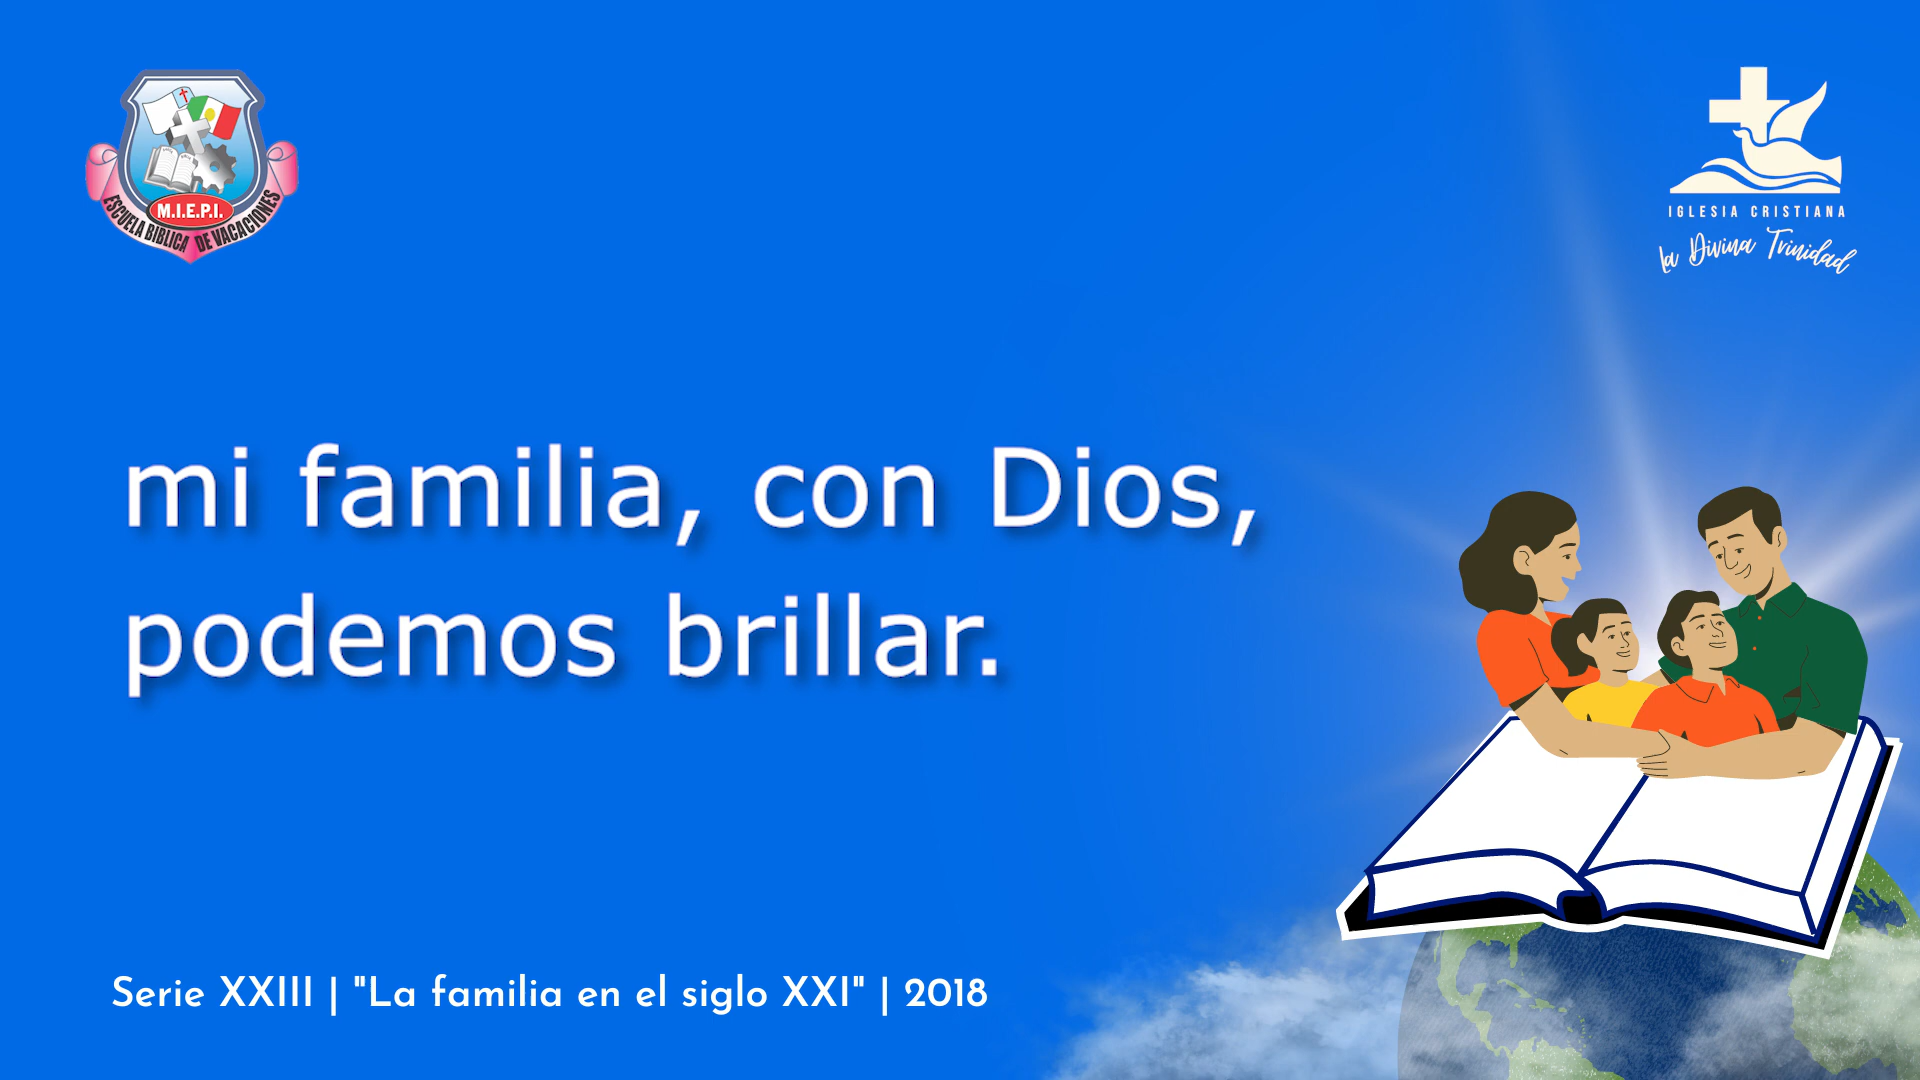 M.I.E.P.I.
ESCUELA BIBLICA DE VACACIONES
IGLESIA CRISTIANA
La Divina Trinidad
mi familia, con Dios,
podemos brillar.
Serie XXIII | "La familia en el siglo XXI" | 2018